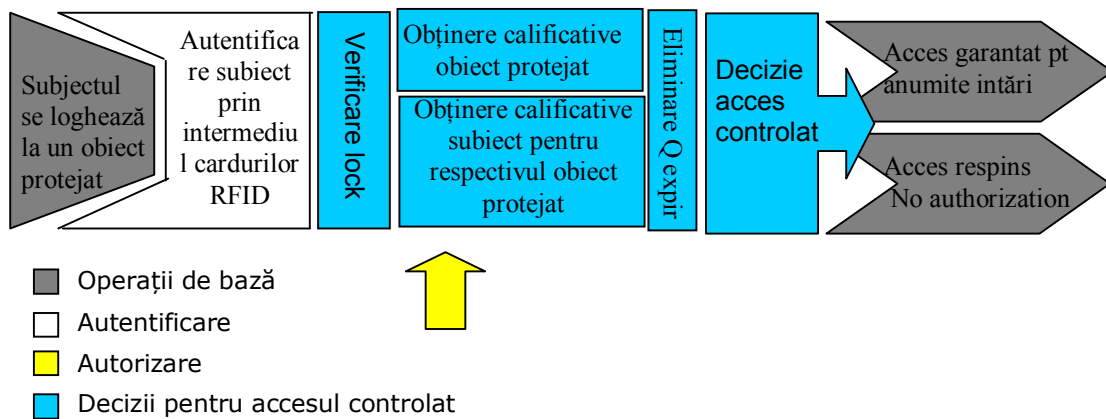 Subjectul
se loghează
la un obiect
protejat
Autentifica
re subiect
prin
intermediu
l cardurilor
RFID
Verificare lock
Obținere calificative
obiect protejat
Obținere calificative
subiect pentru
respectivul obiect
protejat
Eliminare Q expir
Decizie
acces
controlat
Acces garantat pt
anumite intări
Acces respins
No authorization
Operații de bază
Autentificare
Autorizare
Decizii pentru accesul controlat